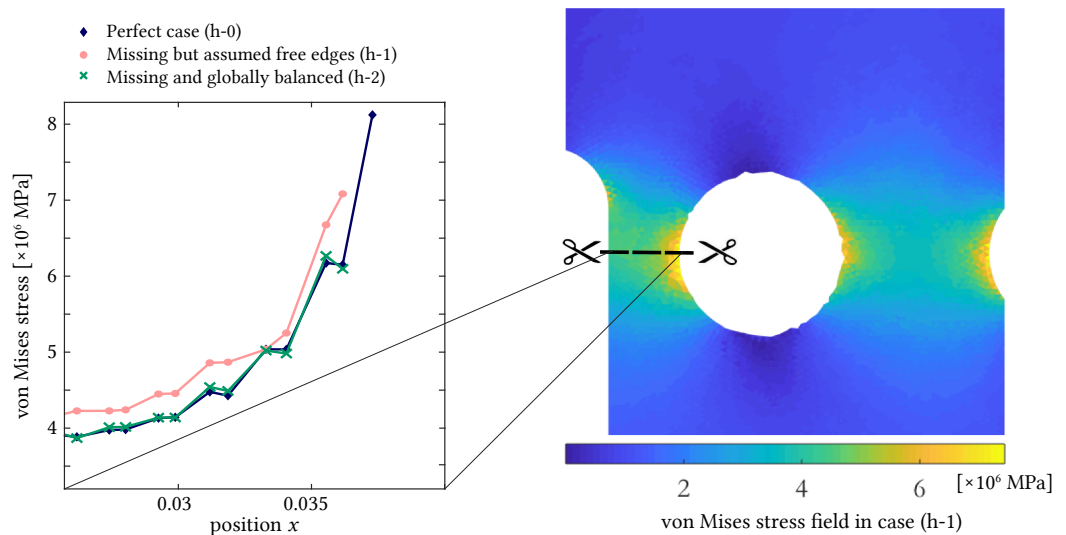 Perfect case (h-0)
Missing but assumed free edges (h-1)
Missing and globally balanced (h-2)
8
7
6
5
4
von Mises stress [×10⁶ MPa]
0.03
0.035
position x
2
4
6
[×10⁶ MPa]
von Mises stress field in case (h-1)